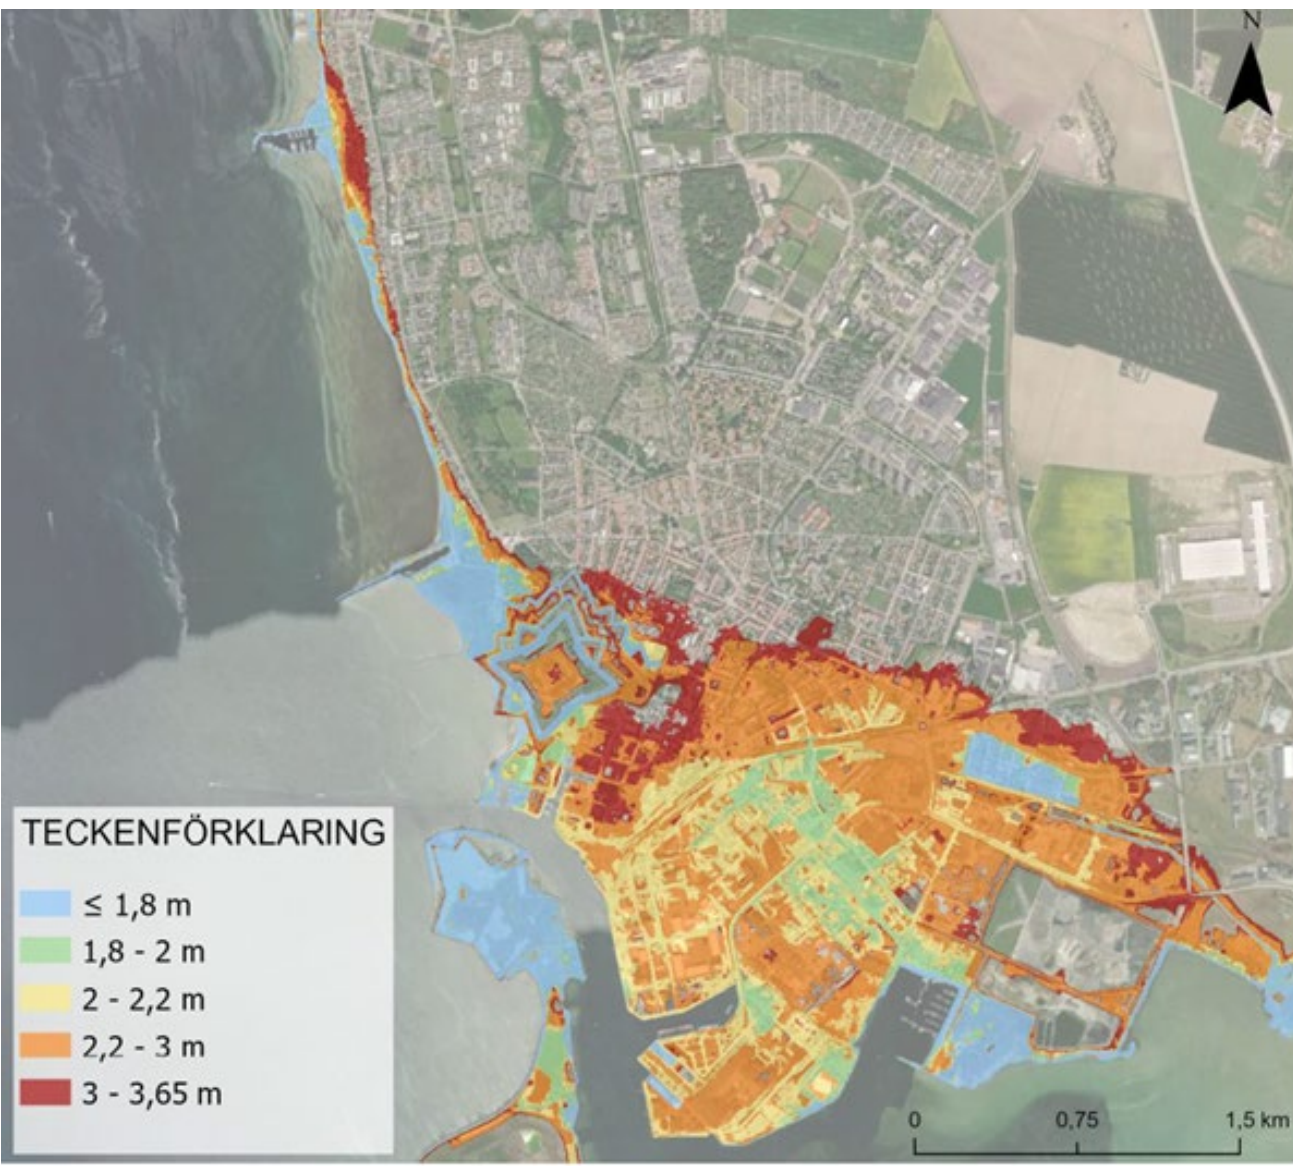 N
TECKENFÖRKLARING
≤ 1,8 m
1,8 - 2 m
2 - 2,2 m
2,2 - 3 m
3 - 3,65 m
0 0,75 1,5 km